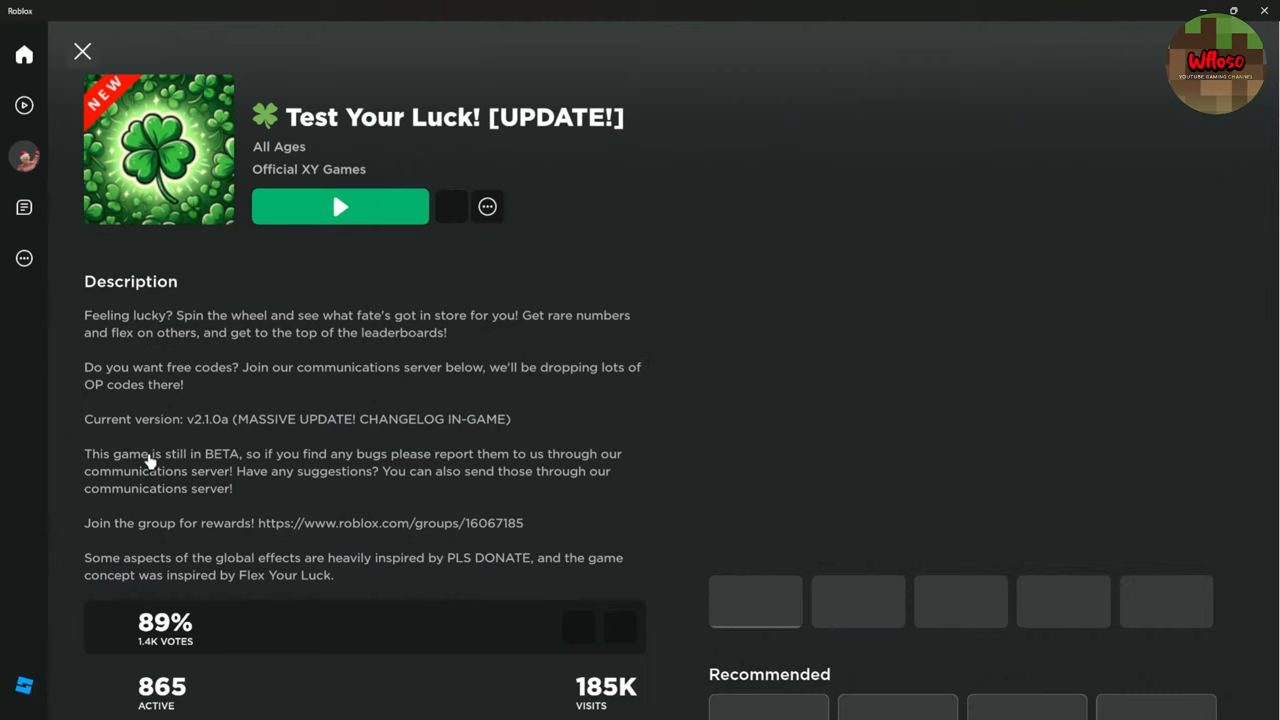 Roblox
Wfloso
YOUTUBE GAMING CHANNEL
NEW
Test Your Luck! [UPDATE!]
All Ages
Official XY Games
Description
Feeling lucky? Spin the wheel and see what fate's got in store for you! Get rare numbers
and flex on others, and get to the top of the leaderboards!
Do you want free codes? Join our communications server below, we'll be dropping lots of
OP codes there!
Current version: v2.1.0a (MASSIVE UPDATE! CHANGELOG IN-GAME)
This game is still in BETA, so if you find any bugs please report them to us through our
communications server! Have any suggestions? You can also send those through our
communications server!
Join the group for rewards! https://www.roblox.com/groups/16067185
Some aspects of the global effects are heavily inspired by PLS DONATE, and the game
concept was inspired by Flex Your Luck.
89%
1.4K VOTES
865
ACTIVE
185K
VISITS
Recommended